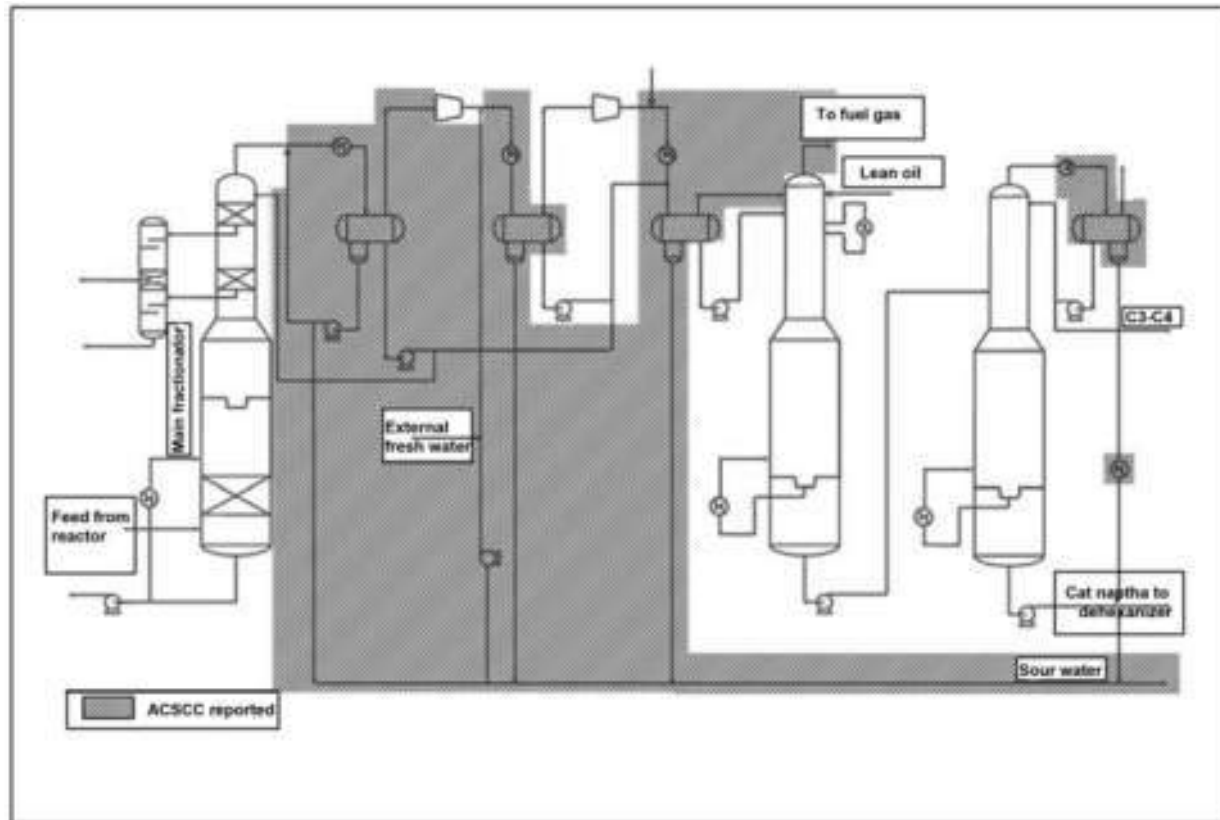 To fuel gas
Lean oil
Main fractionator
C3-C4
External
fresh water
Feed from
reactor
Cat naptha to
dehexanizer
Sour water
ACSCC reported